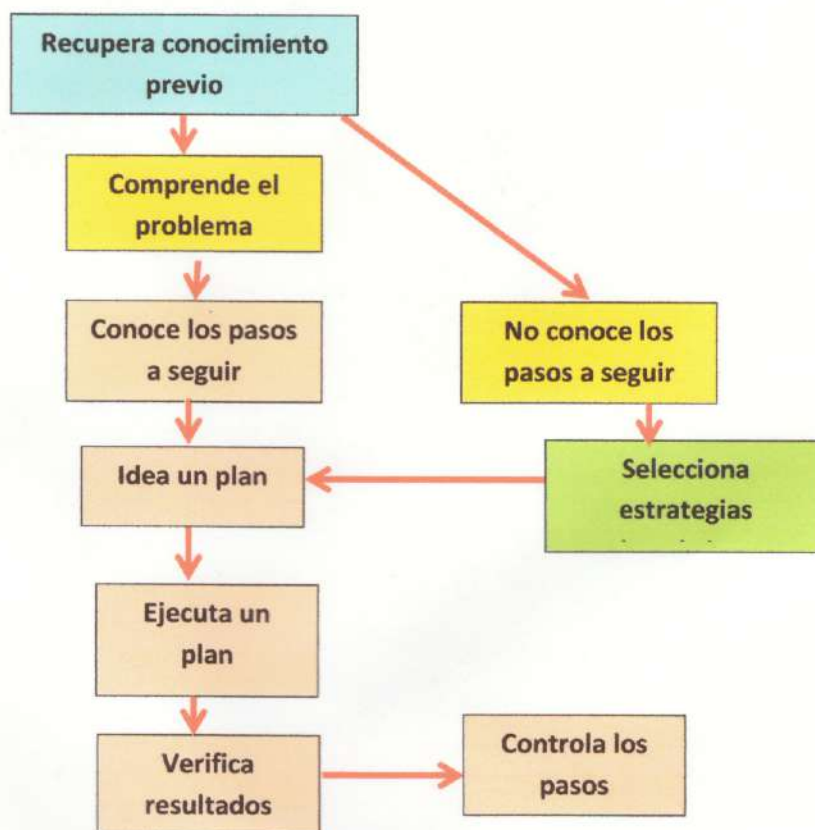 Recupera conocimiento
previo
Comprende el
problema
Conoce los pasos
a seguir
No conoce los
pasos a seguir
Idea un plan
Selecciona
estrategias
Ejecuta un
plan
Verifica
resultados
Controla los
pasos